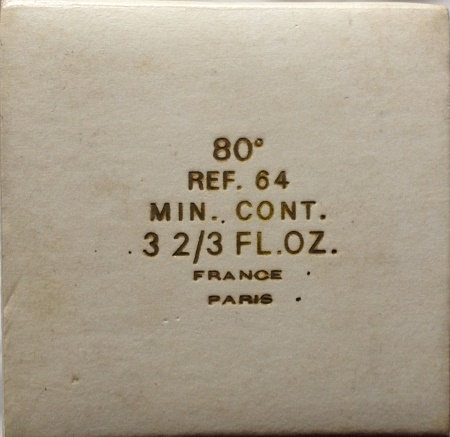 80°
REF. 64
MIN. CONT.
3 2/3 FL.OZ.
FRANCE
PARIS